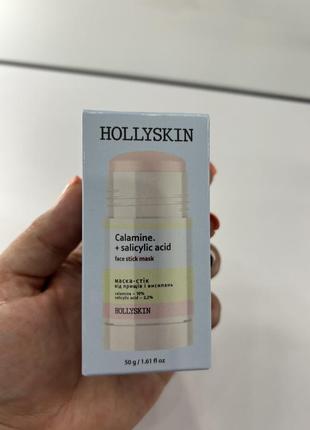 HOLLYSKIN
Calamine.
+ salicylic acid
face stick mask
маска-стік
від прищів і висипань
calamine – 10%
salicylic acid – 2,2%
HOLLYSKIN
50 g / 1.61 fl oz